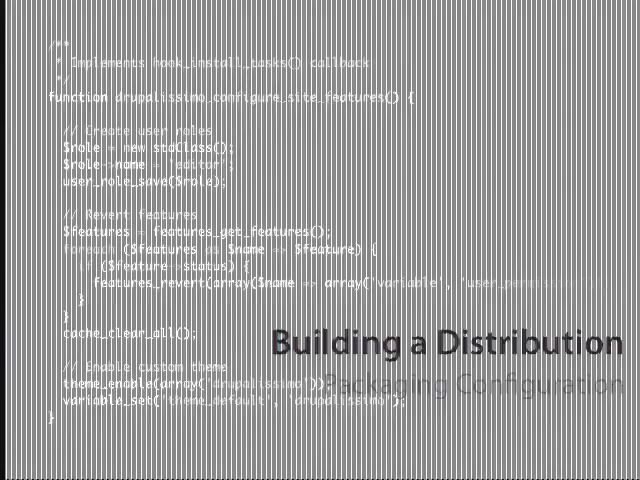 /**
 * Implements hook_install_tasks() callback
 */
function drupalissimo_configure_site_features() {
  // Create user roles
  $role = new stdClass();
  $role->name = 'editor';
  user_role_save($role);
  // Revert features
  $features = features_get_features();
  foreach ($features as $name => $feature) {
    if ($feature->status) {
      features_revert(array($name => array('variable', 'user_permission')
    }
  }
  cache_clear_all();
  // Enable custom theme
  theme_enable(array('drupalissimo'));
  variable_set('theme_default', 'drupalissimo');
}
Building a Distribution
Packaging Configuration